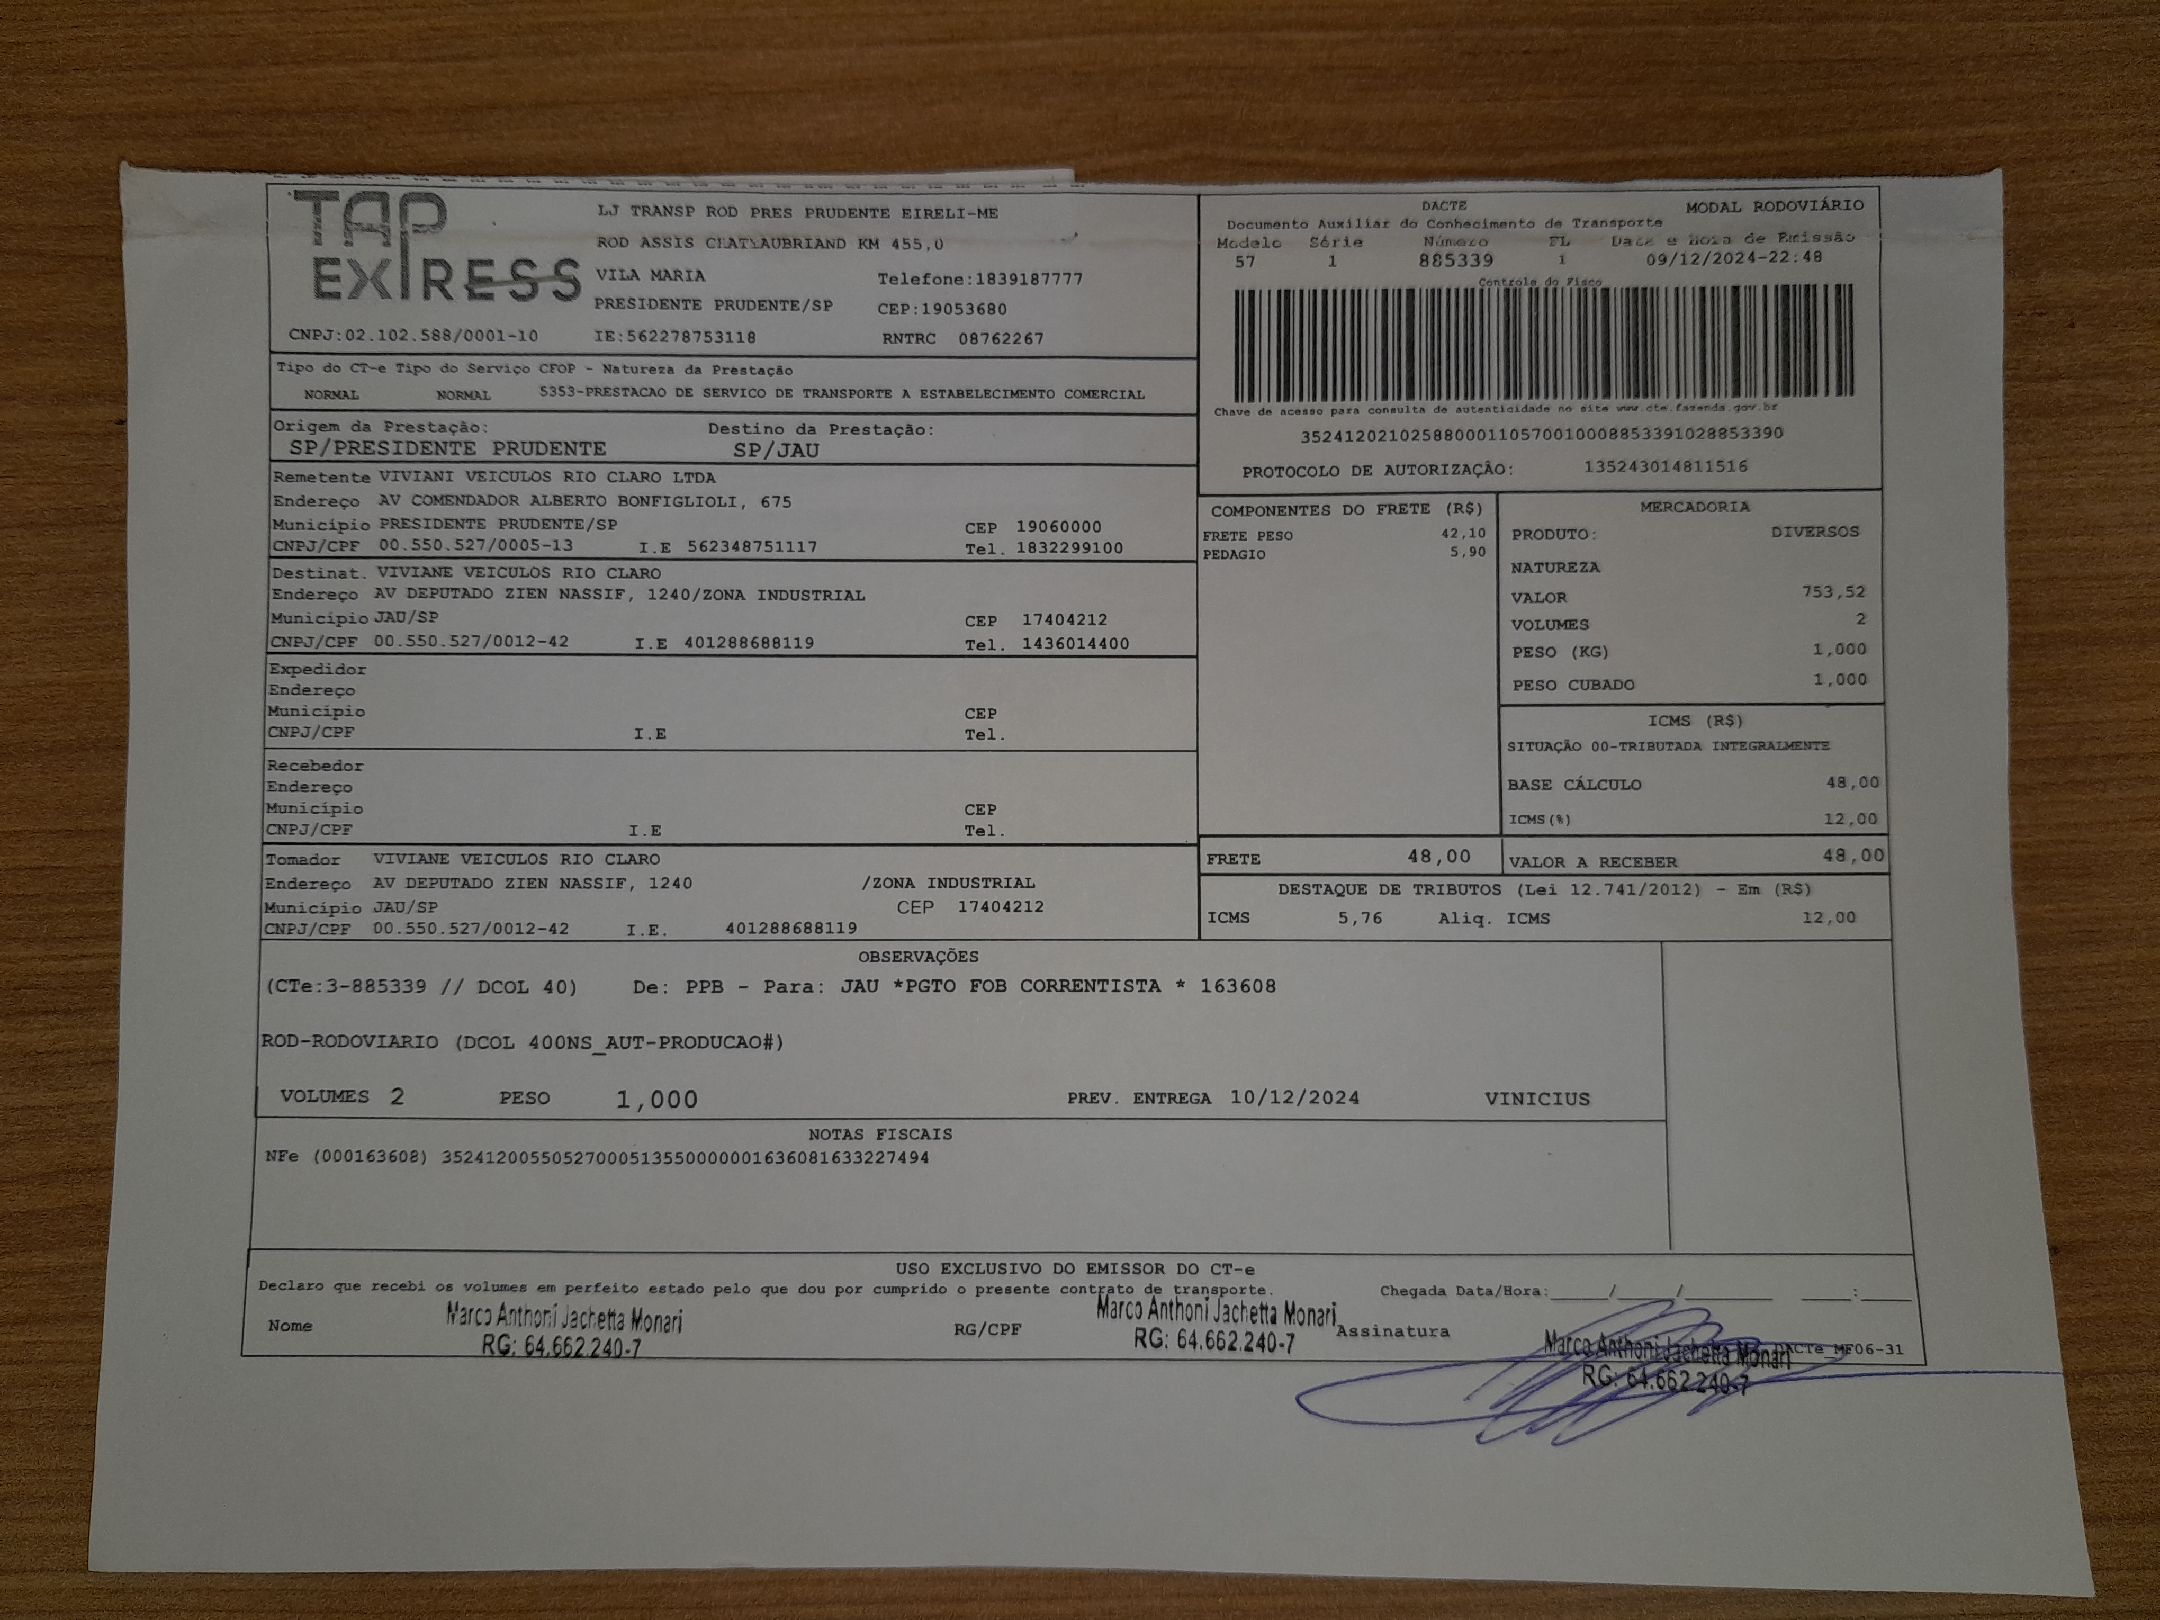 TAP EXPRESS
LJ TRANSP ROD PRES PRUDENTE EIRELI-ME
ROD ASSIS CHATEAUBRIAND KM 455,0
VILA MARIA Telefone:1839187777
PRESIDENTE PRUDENTE/SP CEP:19053680
CNPJ:02.102.588/0001-10 IE:562278753118 RNTRC 08762267
DACTE MODAL RODOVIÁRIO
Documento Auxiliar do Conhecimento de Transporte
Modelo Série Número FL Data e Hora de Emissão
57 1 885339 1 09/12/2024-22:48
Controle do Fisco
Chave de acesso para consulta de autenticidade no site www.cte.fazenda.gov.br
35241202102588000110570010008853391028853390
PROTOCOLO DE AUTORIZAÇÃO: 135243014811516
Tipo do CT-e Tipo do Serviço CFOP - Natureza da Prestação
NORMAL NORMAL 5353-PRESTACAO DE SERVICO DE TRANSPORTE A ESTABELECIMENTO COMERCIAL
Origem da Prestação: Destino da Prestação:
SP/PRESIDENTE PRUDENTE SP/JAU
Remetente VIVIANI VEICULOS RIO CLARO LTDA
Endereço AV COMENDADOR ALBERTO BONFIGLIOLI, 675
Município PRESIDENTE PRUDENTE/SP CEP 19060000
CNPJ/CPF 00.550.527/0005-13 I.E 562348751117 Tel. 1832299100
Destinat. VIVIANE VEICULOS RIO CLARO
Endereço AV DEPUTADO ZIEN NASSIF, 1240/ZONA INDUSTRIAL
Município JAU/SP CEP 17404212
CNPJ/CPF 00.550.527/0012-42 I.E 401288688119 Tel. 1436014400
Expedidor
Endereço
Município CEP
CNPJ/CPF I.E Tel.
Recebedor
Endereço
Município CEP
CNPJ/CPF I.E Tel.
Tomador VIVIANE VEICULOS RIO CLARO
Endereço AV DEPUTADO ZIEN NASSIF, 1240 /ZONA INDUSTRIAL
Município JAU/SP CEP 17404212
CNPJ/CPF 00.550.527/0012-42 I.E. 401288688119
COMPONENTES DO FRETE (R$)
FRETE PESO 42,10
PEDAGIO 5,90
MERCADORIA
PRODUTO: DIVERSOS
NATUREZA
VALOR 753,52
VOLUMES 2
PESO (KG) 1,000
PESO CUBADO 1,000
ICMS (R$)
SITUAÇÃO 00-TRIBUTADA INTEGRALMENTE
BASE CÁLCULO 48,00
ICMS(%) 12,00
FRETE 48,00 VALOR A RECEBER 48,00
DESTAQUE DE TRIBUTOS (Lei 12.741/2012) - Em (R$)
ICMS 5,76 Aliq. ICMS 12,00
OBSERVAÇÕES
(CTe:3-885339 // DCOL 40) De: PPB - Para: JAU *PGTO FOB CORRENTISTA * 163608
ROD-RODOVIARIO (DCOL 400NS_AUT-PRODUCAO#)
VOLUMES 2 PESO 1,000 PREV. ENTREGA 10/12/2024 VINICIUS
NOTAS FISCAIS
NFe (000163608) 35241200550527000513550000001636081633227494
USO EXCLUSIVO DO EMISSOR DO CT-e
Declaro que recebi os volumes em perfeito estado pelo que dou por cumprido o presente contrato de transporte. Chegada Data/Hora:_____/_____/_______ ____:____
Nome Marco Anthoni Jachetta Monari RG/CPF Marco Anthoni Jachetta Monari Assinatura Marco Anthoni Jachetta Monari DACTe_MF06-31
RG: 64.662.240-7 RG: 64.662.240-7 RG: 64.662.240-7